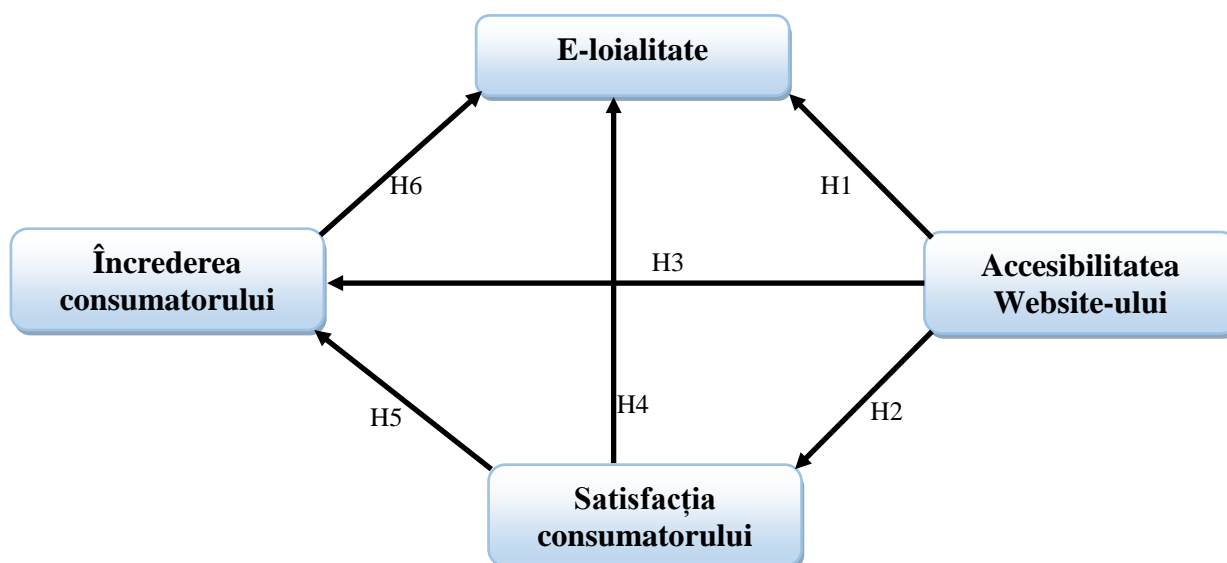 E-loialitate
H6
H1
Încrederea
consumatorului
H3
Accesibilitatea
Website-ului
H5
H4
H2
Satisfacția
consumatorului